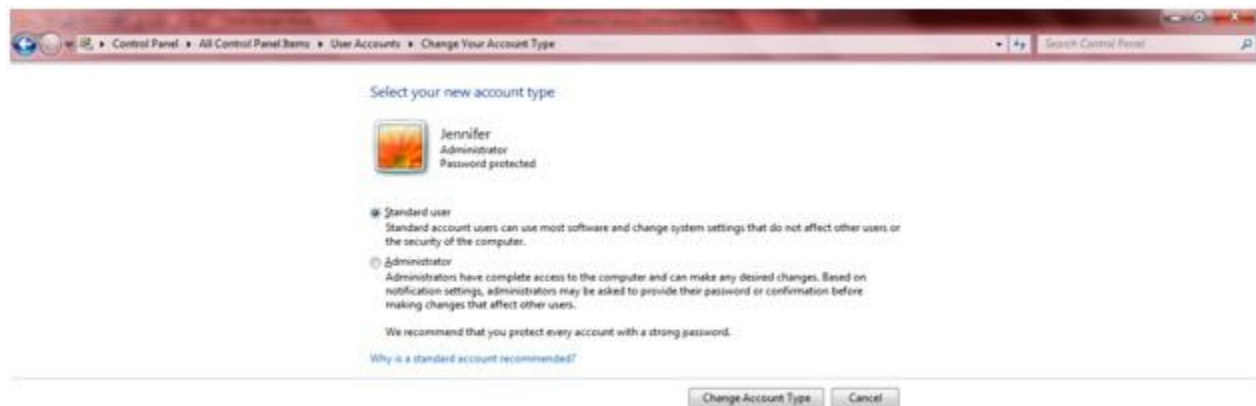 Control Panel ▸ All Control Panel Items ▸ User Accounts ▸ Change Your Account Type
Search Control Panel
Select your new account type
Jennifer
Administrator
Password protected
Standard user
Standard account users can use most software and change system settings that do not affect other users or
the security of the computer.
Administrator
Administrators have complete access to the computer and can make any desired changes. Based on
notification settings, administrators may be asked to provide their password or confirmation before
making changes that affect other users.
We recommend that you protect every account with a strong password.
Why is a standard account recommended?
Change Account Type
Cancel